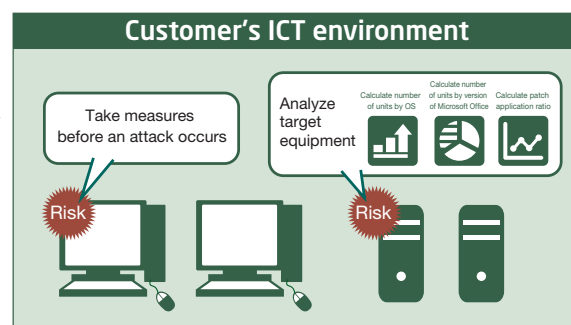 Customer's ICT environment
Take measures
before an attack occurs
Analyze
target
equipment
Calculate number
of units by OS
Calculate number
of units by version
of Microsoft Office
Calculate patch
application ratio
Risk
Risk